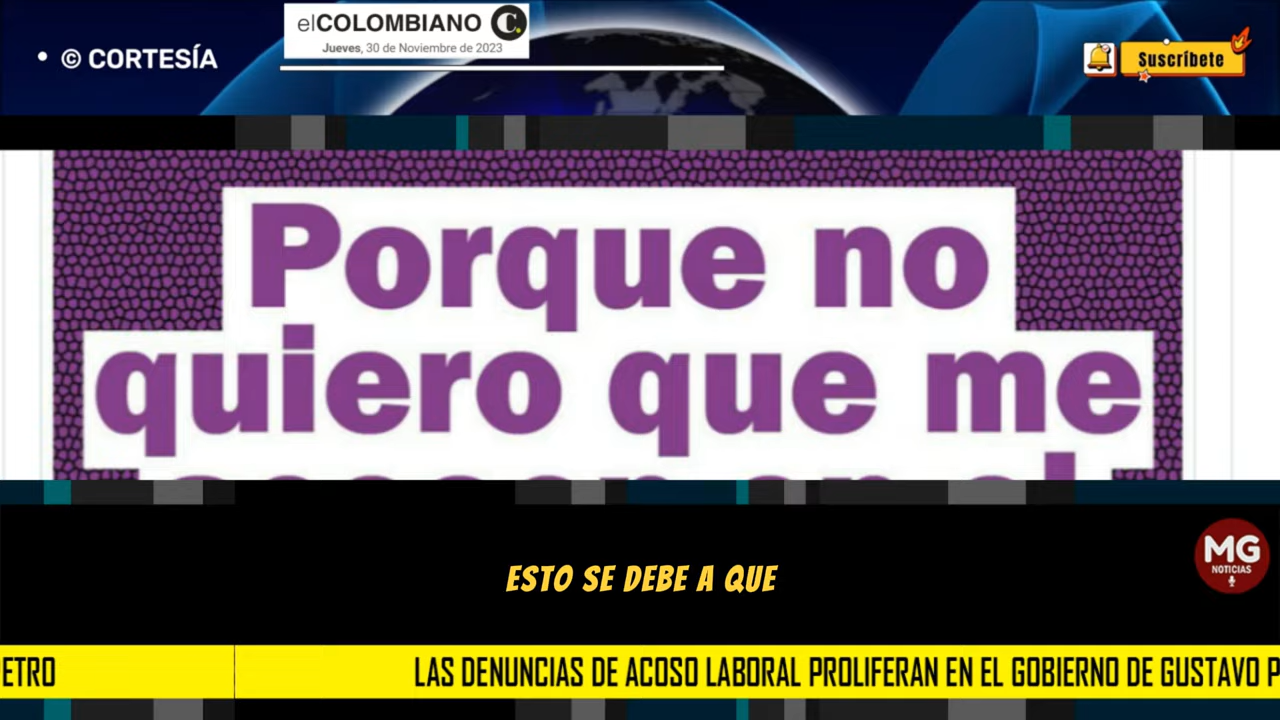 elCOLOMBIANO C.
Jueves, 30 de Noviembre de 2023
• © CORTESÍA
Suscríbete
Porque no
quiero que me
ESTO SE DEBE A QUE
MG
NOTICIAS
ETRO
LAS DENUNCIAS DE ACOSO LABORAL PROLIFERAN EN EL GOBIERNO DE GUSTAVO P